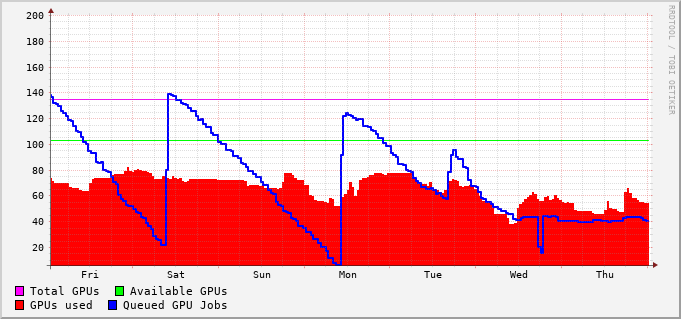 200
180
160
140
120
100
80
60
40
20
Fri Sat Sun Mon Tue Wed Thu
RRDTOOL / TOBI OETIKER
Total GPUs Available GPUs
GPUs used Queued GPU Jobs